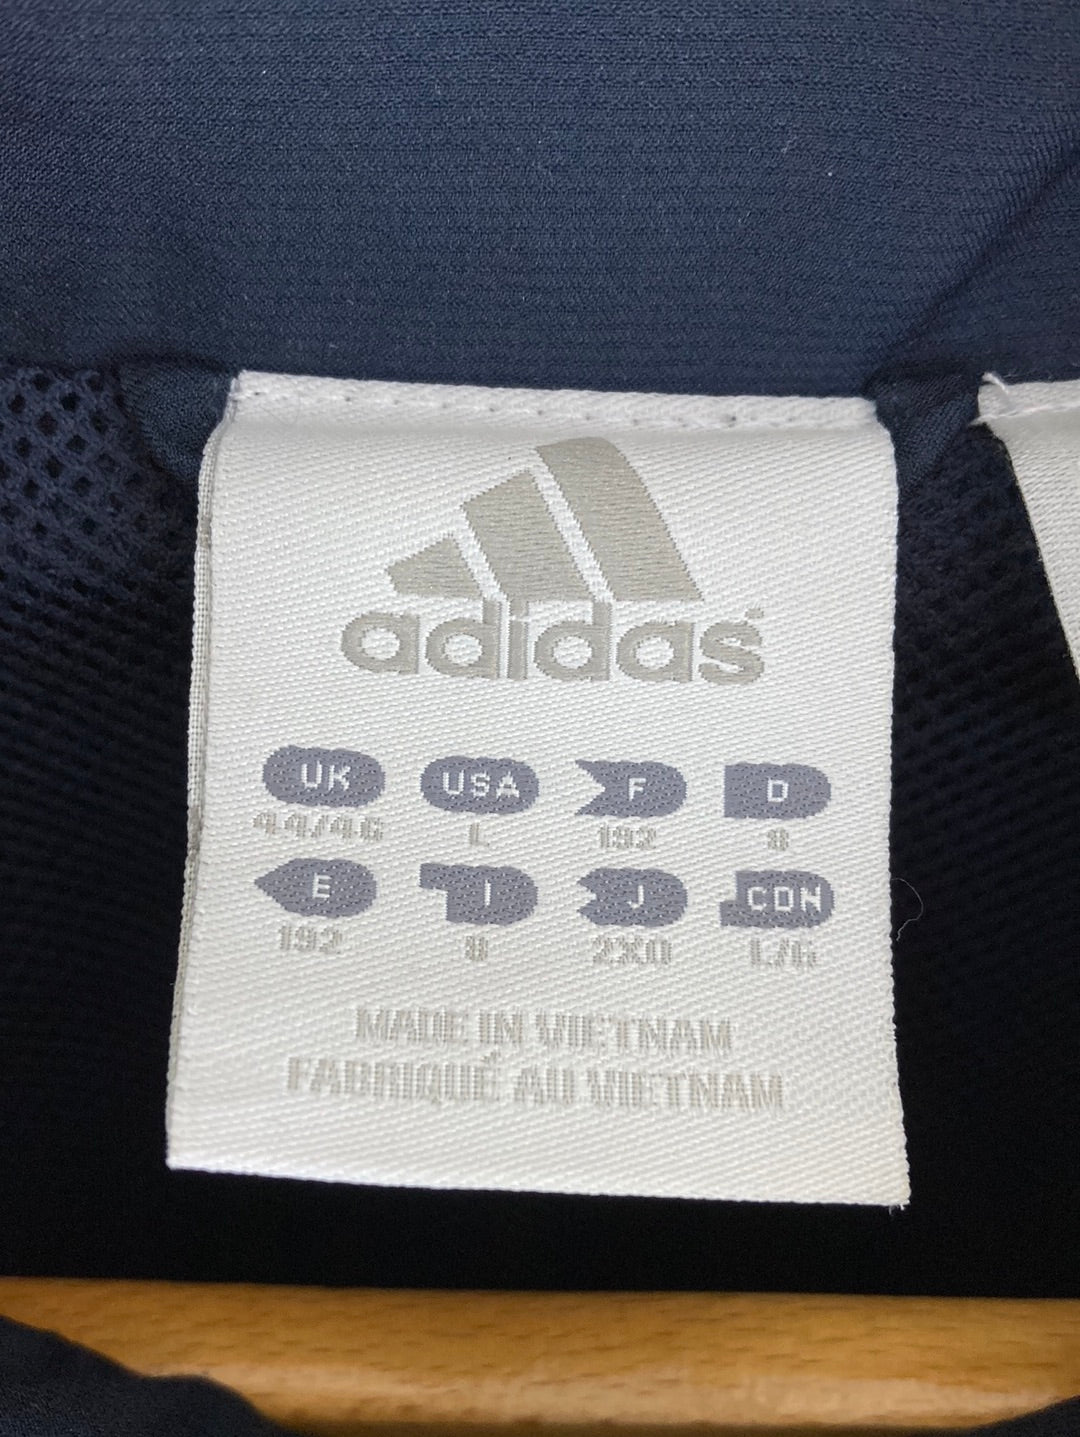 adidas
UK USA F D
44/46 L 192 8
E I J CDN
192 8 2XO L/G
MADE IN VIETNAM
FABRIQUÉ AU VIETNAM